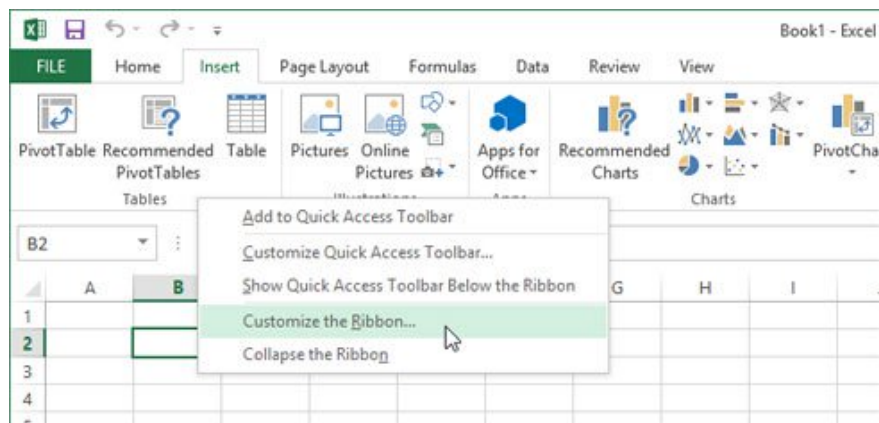 Book1 - Excel
FILE Home Insert Page Layout Formulas Data Review View
PivotTable Recommended PivotTables Table Pictures Online Pictures Apps for Office Recommended Charts
Tables Charts
Add to Quick Access Toolbar
B2
Customize Quick Access Toolbar...
Show Quick Access Toolbar Below the Ribbon
A B G H I
1
Customize the Ribbon...
2
Collapse the Ribbon
3
4